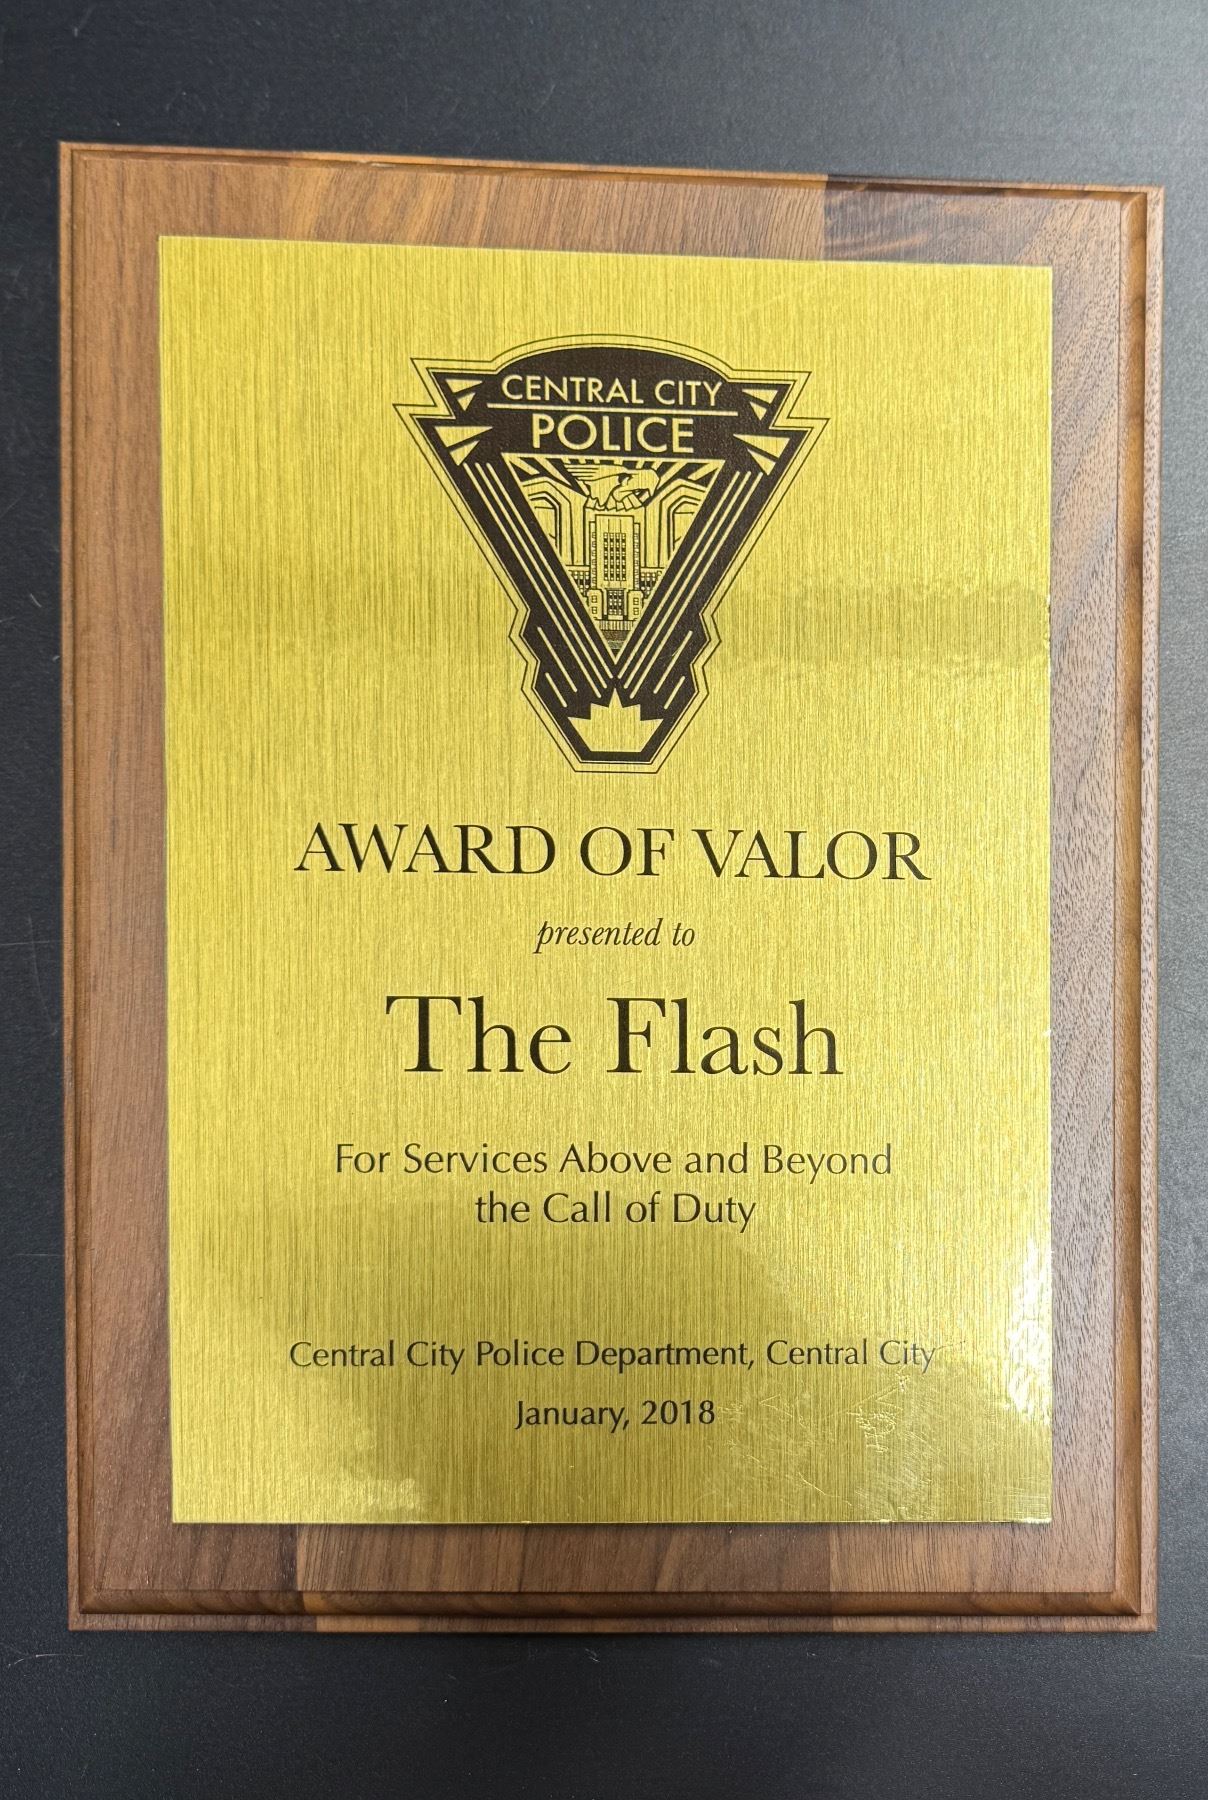 CENTRAL CITY
POLICE
AWARD OF VALOR
presented to
The Flash
For Services Above and Beyond
the Call of Duty
Central City Police Department, Central City
January, 2018